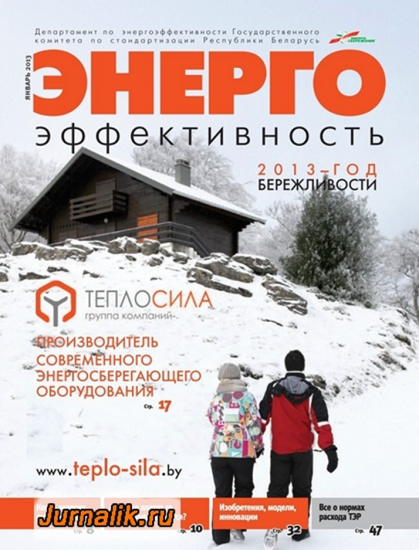 Департамент по энергоэффективности Государственного
комитета по стандартизации Республики Беларусь
ЯНВАРЬ 2013
ЭНЕРГО
эффективность
2013–ГОД
БЕРЕЖЛИВОСТИ
ТЕПЛОСИЛА
группа компаний
ПРОИЗВОДИТЕЛЬ
СОВРЕМЕННОГО
ЭНЕРГОСБЕРЕГАЮЩЕГО
ОБОРУДОВАНИЯ Стр. 17
www.teplo-sila.by
Изобретения, модели,
инновации
Стр. 32
Все о нормах
расхода ТЭР
Стр. 47
Стр. 10
Jurnalik.ru